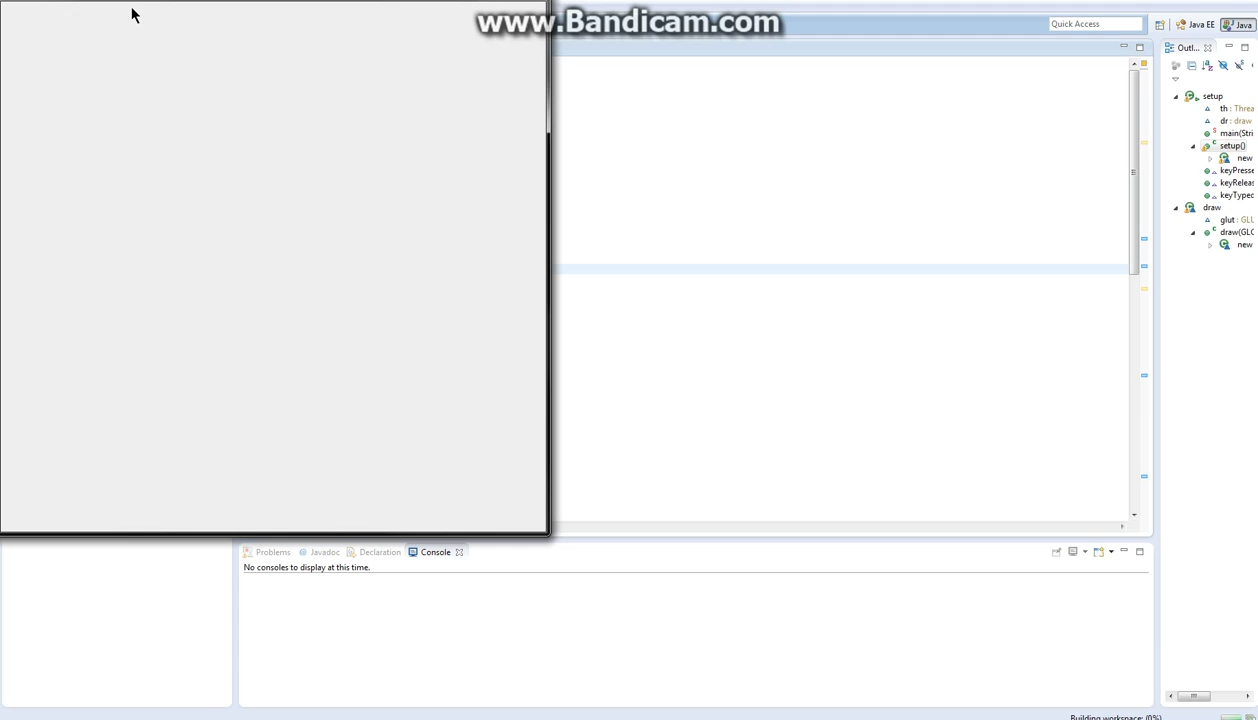 www.Bandicam.com
Quick Access
Java EE
Java
Outl...
setup
th : Threa
dr : draw
main(Stri
setup()
new
keyPresse
keyReleas
keyTyped
draw
glut : GLU
draw(GLC
new
Problems
Javadoc
Declaration
Console
No consoles to display at this time.
Building workspace: (0%)